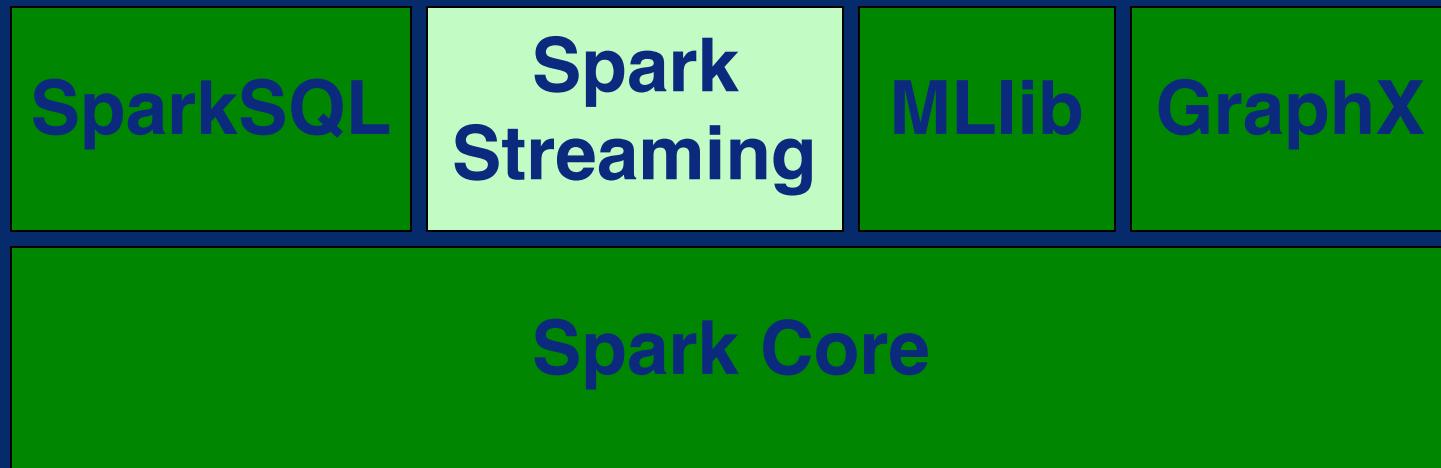 SparkSQL
Spark
Streaming
MLlib
GraphX
Spark Core